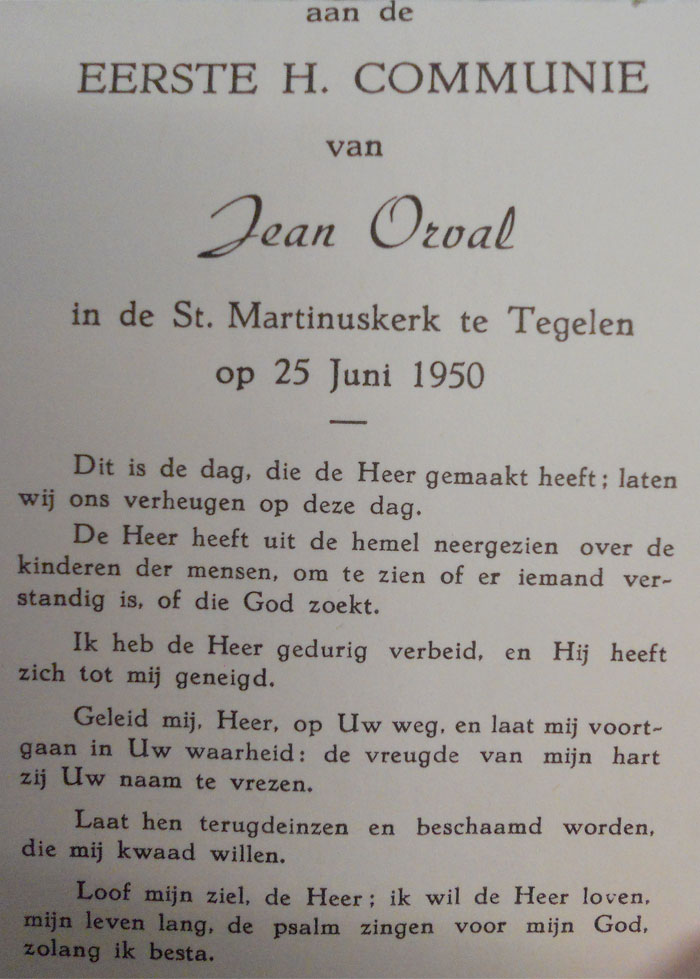 aan de
EERSTE H. COMMUNIE
van
Jean Orval
in de St. Martinuskerk te Tegelen
op 25 Juni 1950
Dit is de dag, die de Heer gemaakt heeft; laten
wij ons verheugen op deze dag.
De Heer heeft uit de hemel neergezien over de
kinderen der mensen, om te zien of er iemand ver-
standig is, of die God zoekt.
Ik heb de Heer gedurig verbeid, en Hij heeft
zich tot mij geneigd.
Geleid mij, Heer, op Uw weg, en laat mij voort-
gaan in Uw waarheid: de vreugde van mijn hart
zij Uw naam te vrezen.
Laat hen terugdeinzen en beschaamd worden,
die mij kwaad willen.
Loof mijn ziel, de Heer; ik wil de Heer loven,
mijn leven lang, de psalm zingen voor mijn God,
zolang ik besta.